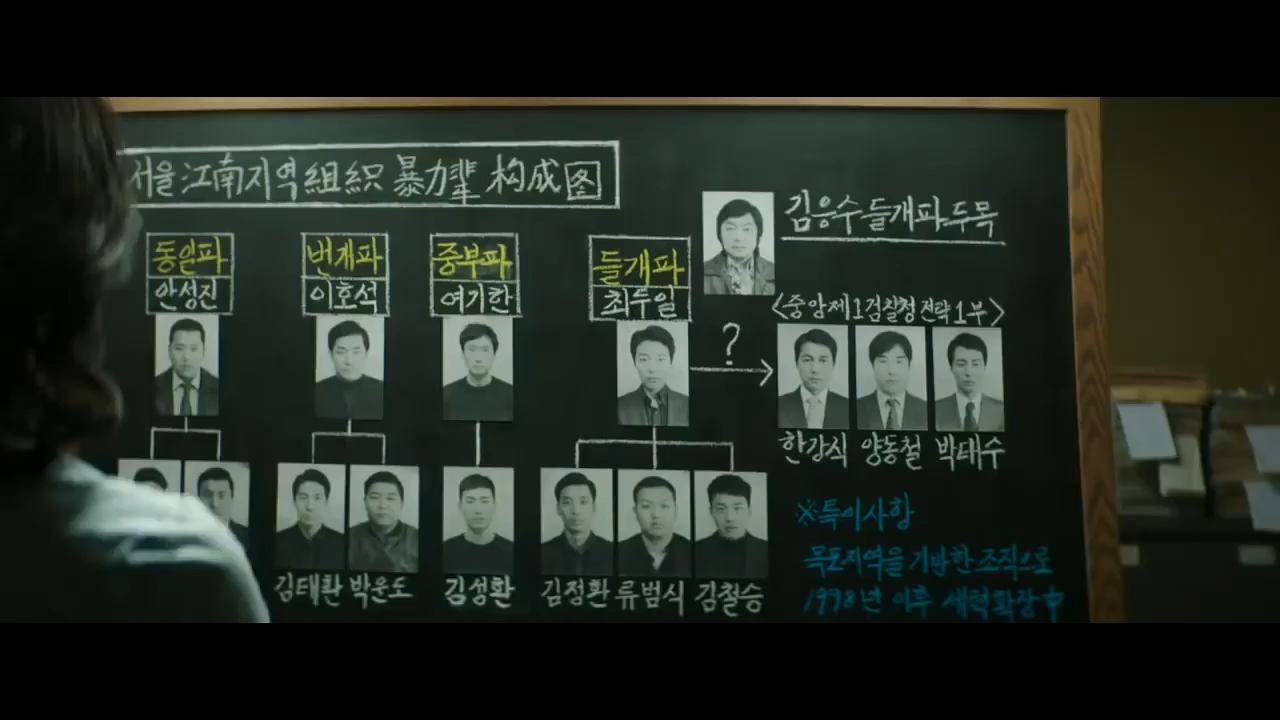 서울江南지역 组织 暴力輩 构成图
김응수 들개파 두목
동일파
안성진
번개파
이호석
중부파
여기한
들개파
최두일
?
<중앙제1검찰청 전략1부>
한강식 양동철 박태수
김태환 박운도
김성환
김정환 류범식 김철승
※특이사항
목포지역을 기반한 조직으로
1998년 이후 세력확장中